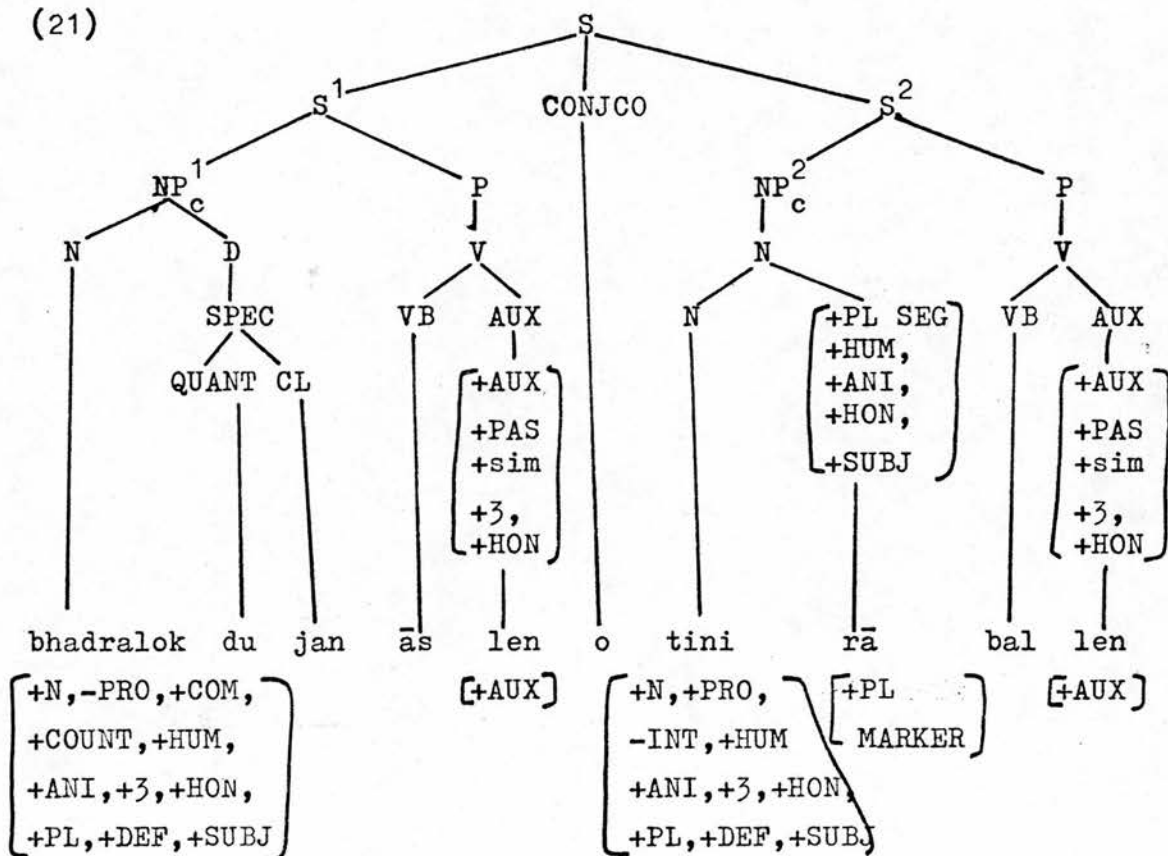 (21)
S
S¹ CONJCO S²
NP_c¹ P NP_c² P
N D V N V
SPEC VB AUX N +PL SEG VB AUX
+HUM,
QUANT CL +AUX +ANI, +AUX
+PAS +HON, +PAS
+sim +SUBJ +sim
+3, +3,
+HON +HON
bhadralok du jan ās len o tini rā bal len
+N,-PRO,+COM, [+AUX] +N,+PRO, +PL [+AUX]
+COUNT,+HUM, -INT,+HUM MARKER
+ANI,+3,+HON, +ANI,+3,+HON,
+PL,+DEF,+SUBJ +PL,+DEF,+SUBJ